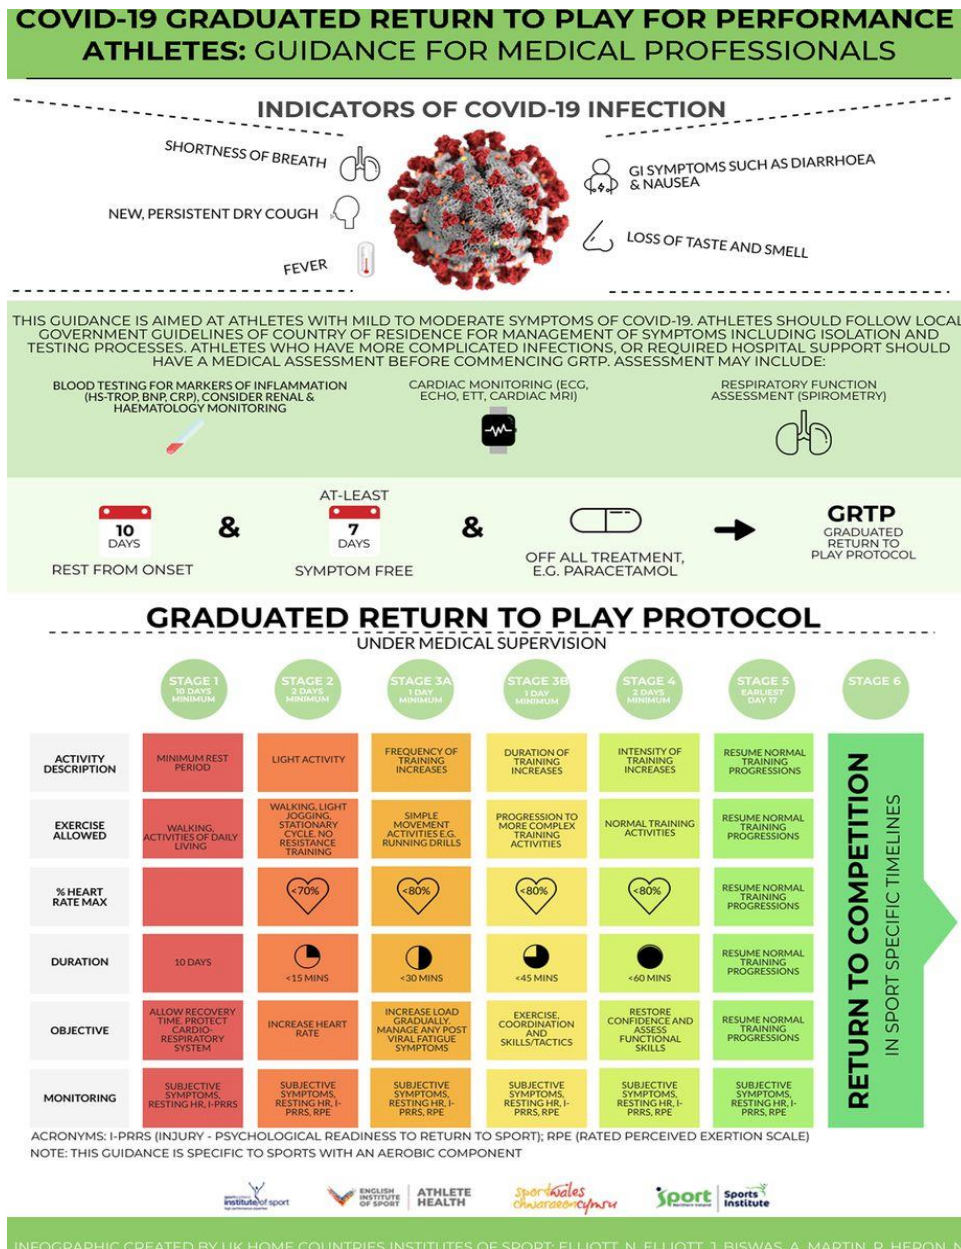 COVID-19 GRADUATED RETURN TO PLAY FOR PERFORMANCE
ATHLETES: GUIDANCE FOR MEDICAL PROFESSIONALS
INDICATORS OF COVID-19 INFECTION
SHORTNESS OF BREATH
NEW, PERSISTENT DRY COUGH
FEVER
GI SYMPTOMS SUCH AS DIARRHOEA
& NAUSEA
LOSS OF TASTE AND SMELL
THIS GUIDANCE IS AIMED AT ATHLETES WITH MILD TO MODERATE SYMPTOMS OF COVID-19. ATHLETES SHOULD FOLLOW LOCAL
GOVERNMENT GUIDELINES OF COUNTRY OF RESIDENCE FOR MANAGEMENT OF SYMPTOMS INCLUDING ISOLATION AND
TESTING PROCESSES. ATHLETES WHO HAVE MORE COMPLICATED INFECTIONS, OR REQUIRED HOSPITAL SUPPORT SHOULD
HAVE A MEDICAL ASSESSMENT BEFORE COMMENCING GRTP. ASSESSMENT MAY INCLUDE:
BLOOD TESTING FOR MARKERS OF INFLAMMATION
(HS-TROP, BNP, CRP), CONSIDER RENAL &
HAEMATOLOGY MONITORING
CARDIAC MONITORING (ECG,
ECHO, ETT, CARDIAC MRI)
RESPIRATORY FUNCTION
ASSESSMENT (SPIROMETRY)
10
DAYS
REST FROM ONSET
&
AT-LEAST
7
DAYS
SYMPTOM FREE
&
OFF ALL TREATMENT,
E.G. PARACETAMOL
GRTP
GRADUATED
RETURN TO
PLAY PROTOCOL
GRADUATED RETURN TO PLAY PROTOCOL
UNDER MEDICAL SUPERVISION
STAGE 1
10 DAYS
MINIMUM
STAGE 2
2 DAYS
MINIMUM
STAGE 3A
1 DAY
MINIMUM
STAGE 3B
1 DAY
MINIMUM
STAGE 4
2 DAYS
MINIMUM
STAGE 5
EARLIEST
DAY 17
STAGE 6
ACTIVITY
DESCRIPTION
MINIMUM REST
PERIOD
LIGHT ACTIVITY
FREQUENCY OF
TRAINING
INCREASES
DURATION OF
TRAINING
INCREASES
INTENSITY OF
TRAINING
INCREASES
RESUME NORMAL
TRAINING
PROGRESSIONS
EXERCISE
ALLOWED
WALKING,
ACTIVITIES OF DAILY
LIVING
WALKING, LIGHT
JOGGING,
STATIONARY
CYCLE. NO
RESISTANCE
TRAINING
SIMPLE
MOVEMENT
ACTIVITIES E.G.
RUNNING DRILLS
PROGRESSION TO
MORE COMPLEX
TRAINING
ACTIVITIES
NORMAL TRAINING
ACTIVITIES
RESUME NORMAL
TRAINING
PROGRESSIONS
% HEART
RATE MAX
<70%
<80%
<80%
<80%
RESUME NORMAL
TRAINING
PROGRESSIONS
DURATION
10 DAYS
<15 MINS
<30 MINS
<45 MINS
<60 MINS
RESUME NORMAL
TRAINING
PROGRESSIONS
OBJECTIVE
ALLOW RECOVERY
TIME. PROTECT
CARDIO-
RESPIRATORY
SYSTEM
INCREASE HEART
RATE
INCREASE LOAD
GRADUALLY.
MANAGE ANY POST
VIRAL FATIGUE
SYMPTOMS
EXERCISE,
COORDINATION
AND
SKILLS/TACTICS
RESTORE
CONFIDENCE AND
ASSESS
FUNCTIONAL
SKILLS
RESUME NORMAL
TRAINING
PROGRESSIONS
MONITORING
SUBJECTIVE
SYMPTOMS,
RESTING HR, I-PRRS
SUBJECTIVE
SYMPTOMS,
RESTING HR, I-
PRRS, RPE
SUBJECTIVE
SYMPTOMS,
RESTING HR, I-
PRRS, RPE
SUBJECTIVE
SYMPTOMS,
RESTING HR, I-
PRRS, RPE
SUBJECTIVE
SYMPTOMS,
RESTING HR, I-
PRRS, RPE
SUBJECTIVE
SYMPTOMS,
RESTING HR, I-
PRRS, RPE
RETURN TO COMPETITION
IN SPORT SPECIFIC TIMELINES
ACRONYMS: I-PRRS (INJURY - PSYCHOLOGICAL READINESS TO RETURN TO SPORT); RPE (RATED PERCEIVED EXERTION SCALE)
NOTE: THIS GUIDANCE IS SPECIFIC TO SPORTS WITH AN AEROBIC COMPONENT
institute of sport
ENGLISH
INSTITUTE
OF SPORT
ATHLETE
HEALTH
sportwales
chwaraeoncymru
sport
Northern Ireland
Sports
Institute
INFOGRAPHIC CREATED BY UK HOME COUNTRIES INSTITUTES OF SPORT: ELLIOTT, N, ELLIOTT, J, BISWAS, A, MARTIN, R, HERON, N